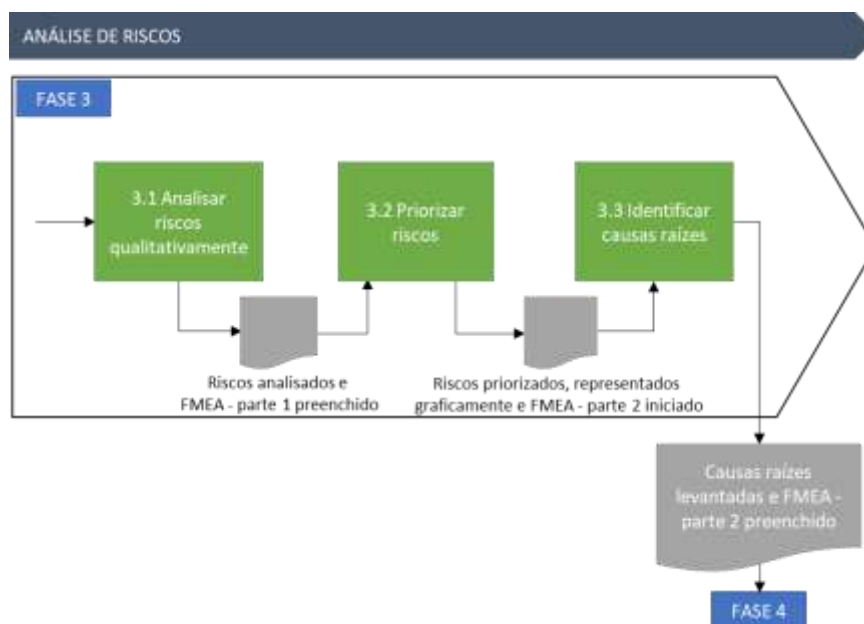 ANÁLISE DE RISCOS
FASE 3
3.1 Analisar
riscos
qualitativamente
3.2 Priorizar
riscos
3.3 Identificar
causas raízes
Riscos analisados e
FMEA - parte 1 preenchido
Riscos priorizados, representados
graficamente e FMEA - parte 2 iniciado
Causas raízes
levantadas e FMEA -
parte 2 preenchido
FASE 4